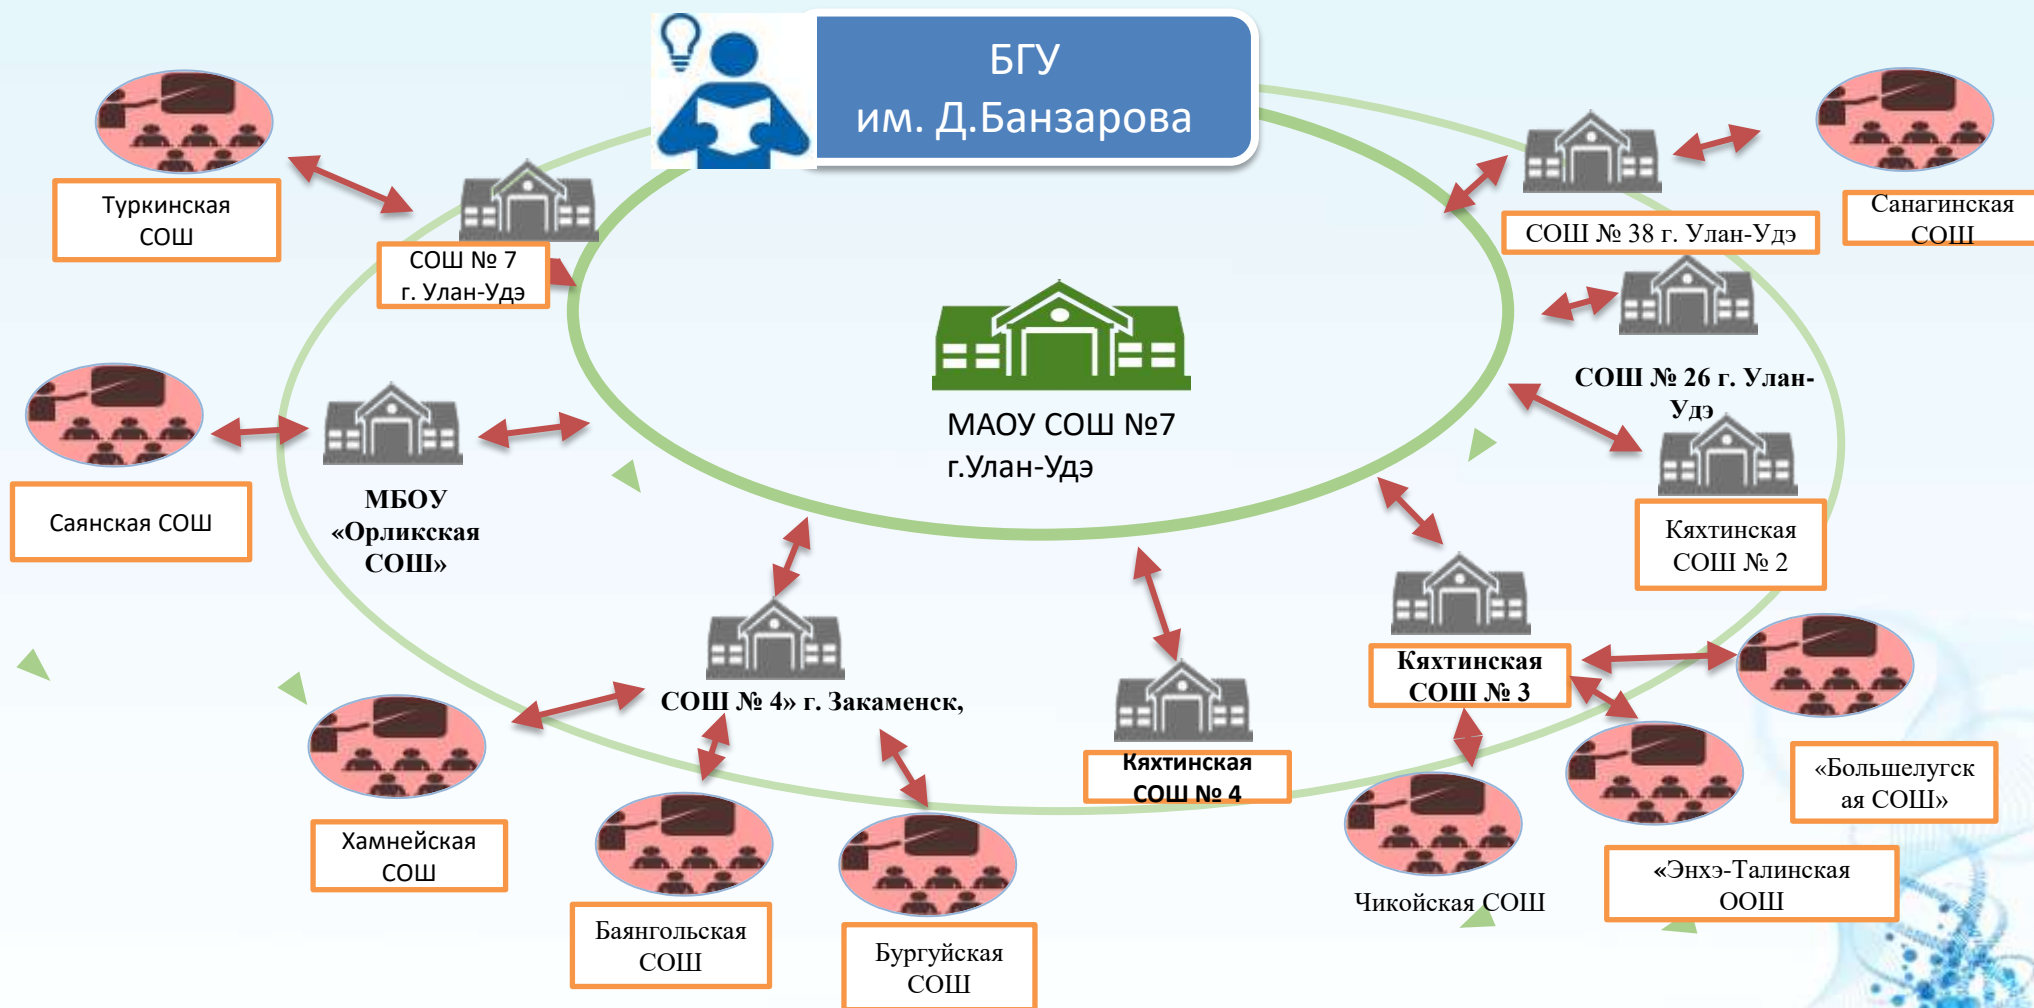 БГУ
им. Д.Банзарова
Туркинская
СОШ
СОШ № 7
г. Улан-Удэ
СОШ № 38 г. Улан-Удэ
Санагинская
СОШ
СОШ № 26 г. Улан-
Удэ
МАОУ СОШ №7
г.Улан-Удэ
Саянская СОШ
МБОУ
«Орликская
СОШ»
Кяхтинская
СОШ № 2
СОШ № 4» г. Закаменск,
Кяхтинская
СОШ № 4
Кяхтинская
СОШ № 3
«Большелугск
ая СОШ»
Хамнейская
СОШ
Баянгольская
СОШ
Бургуйская
СОШ
Чикойская СОШ
«Энхэ-Талинская
ООШ